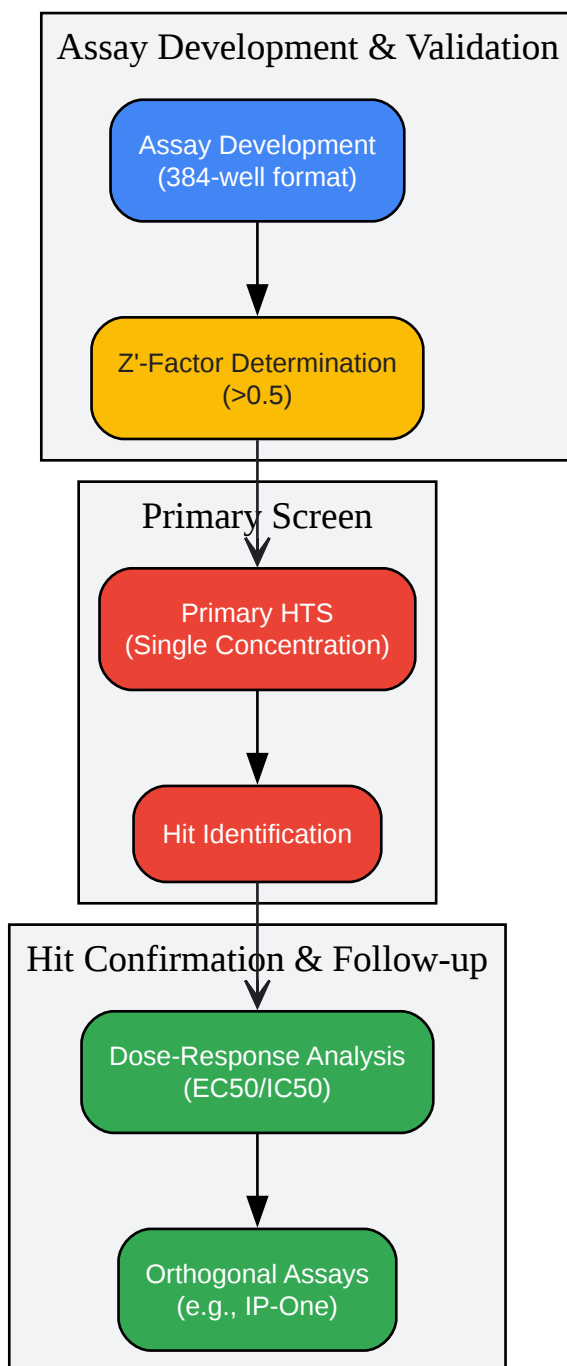 Assay Development & Validation
Assay Development
(384-well format)
Z'-Factor Determination
(>0.5)
Primary Screen
Primary HTS
(Single Concentration)
Hit Identification
Hit Confirmation & Follow-up
Dose-Response Analysis
(EC50/IC50)
Orthogonal Assays
(e.g., IP-One)